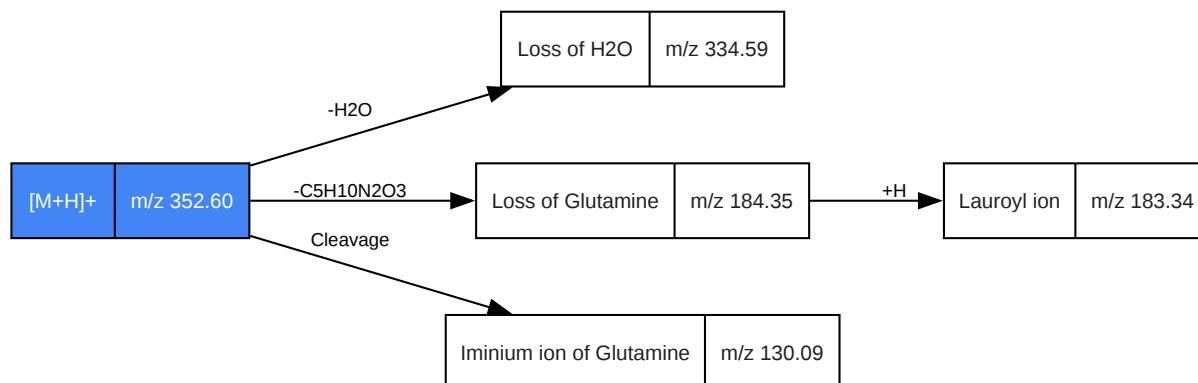 Loss of H2O
m/z 334.59
-H2O
[M+H]+
m/z 352.60
-C5H10N2O3
Loss of Glutamine
m/z 184.35
+H
Lauroyl ion
m/z 183.34
Cleavage
Iminium ion of Glutamine
m/z 130.09